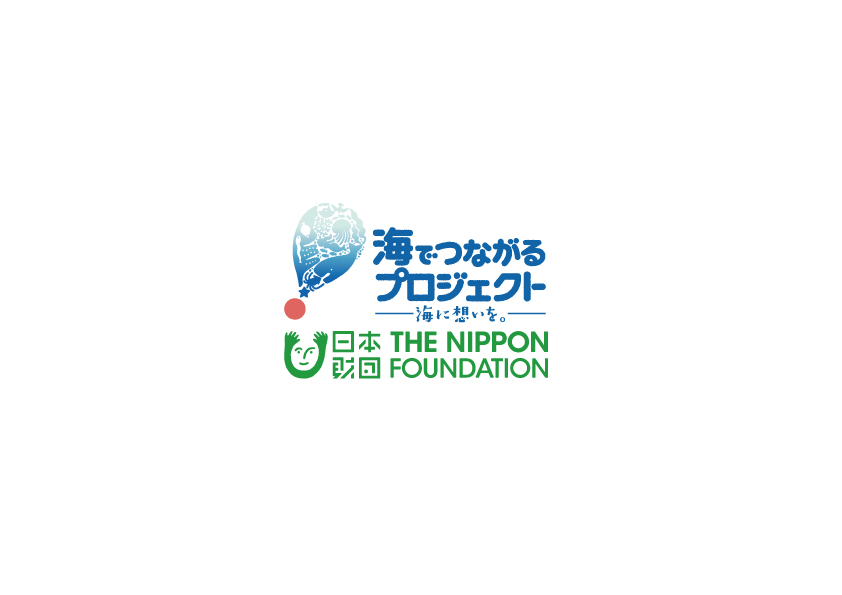 海でつながる
プロジェクト
海に想いを。
日本
財団
THE NIPPON
FOUNDATION